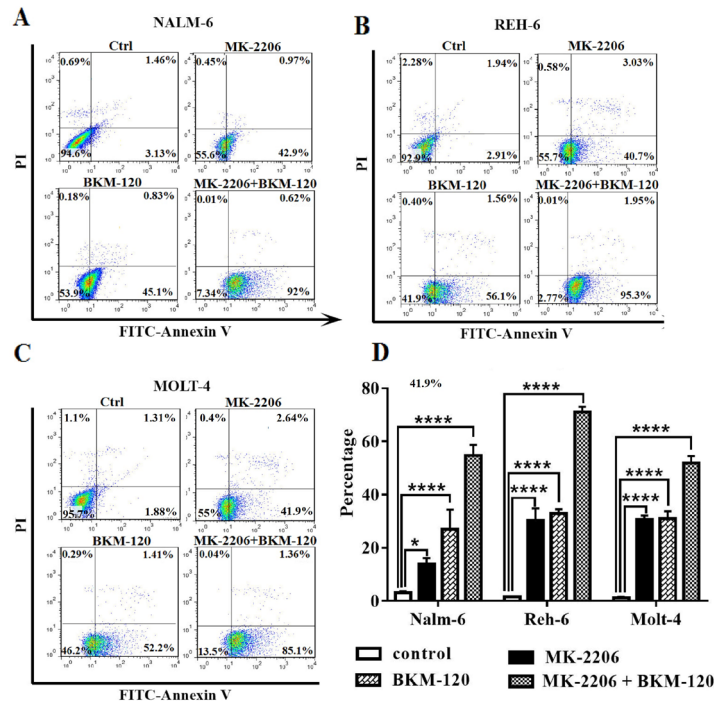 A
NALM-6
Ctrl
MK-2206
0.69%
1.46%
0.45%
0.97%
94.6%
3.13%
55.6%
42.9%
BKM-120
MK-2206+BKM-120
0.18%
0.83%
0.01%
0.62%
53.9%
45.1%
7.34%
92%
PI
FITC-Annexin V
B
REH-6
Ctrl
MK-2206
2.28%
1.94%
0.58%
3.03%
92.9%
2.91%
55.7%
40.7%
BKM-120
MK-2206+BKM-120
0.40%
1.56%
0.01%
1.95%
41.9%
56.1%
2.77%
95.3%
PI
FITC-Annexin V
C
MOLT-4
Ctrl
MK-2206
1.1%
1.31%
0.4%
2.64%
95.7%
1.88%
55%
41.9%
BKM-120
MK-2206+BKM-120
0.29%
1.41%
0.04%
1.36%
46.2%
52.2%
13.5%
85.1%
PI
FITC-Annexin V
D
41.9%
80
60
40
20
0
Percentage
*
****
****
****
****
****
****
****
****
Nalm-6
Reh-6
Molt-4
control
MK-2206
BKM-120
MK-2206 + BKM-120